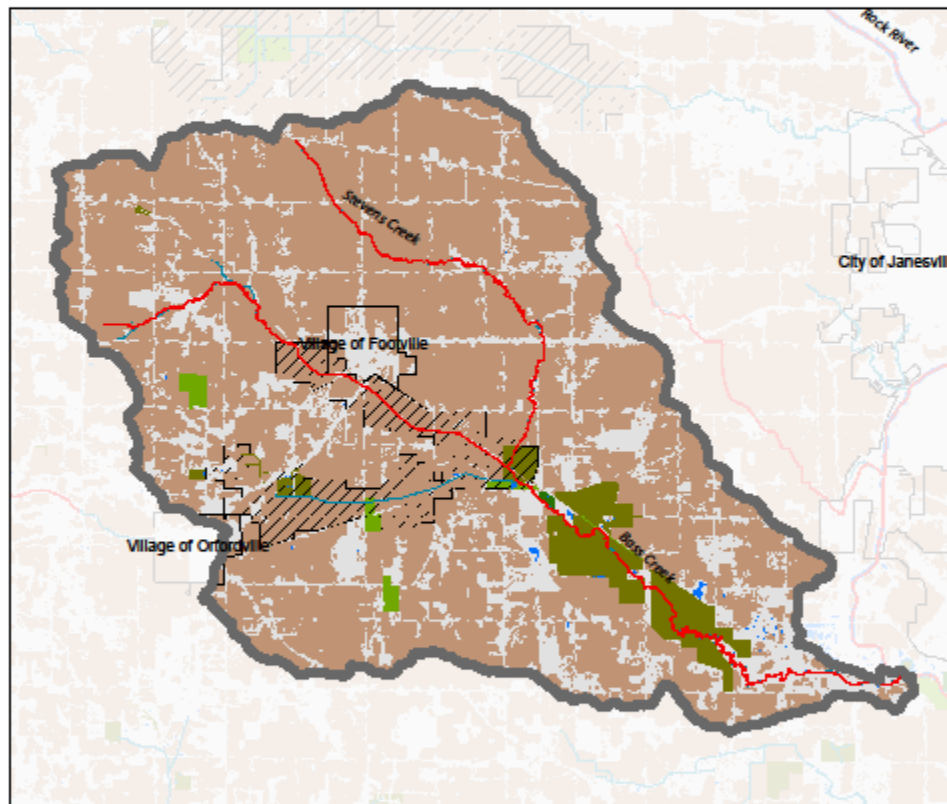 Rock River
Stevens Creek
City of Janesvill
Village of Footville
Village of Orfordville
Bass Creek